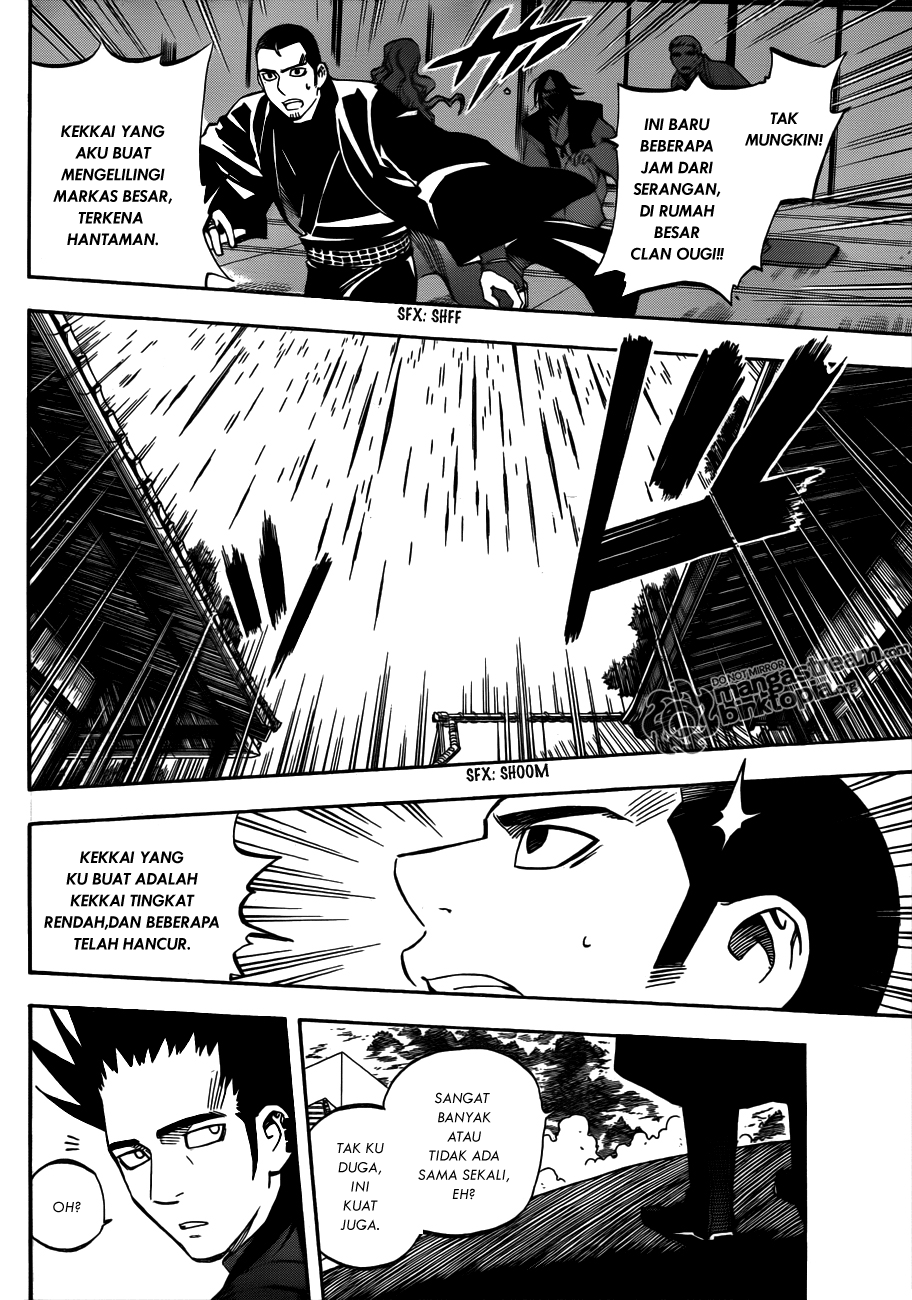 TAK
MUNGKIN!
INI BARU
BEBERAPA
JAM DARI
SERANGAN,
DI RUMAH
BESAR
CLAN OUGI!!
KEKKAI YANG
AKU BUAT
MENGELILINGI
MARKAS BESAR,
TERKENA
HANTAMAN.
SFX: SHFF
DO NOT MIRROR
mangastream.com
SFX: SHOOM
KEKKAI YANG
KU BUAT ADALAH
KEKKAI TINGKAT
RENDAH,DAN BEBERAPA
TELAH HANCUR.
OH?
SANGAT
BANYAK
ATAU
TIDAK ADA
SAMA SEKALI,
EH?
TAK KU
DUGA,
INI
KUAT
JUGA.